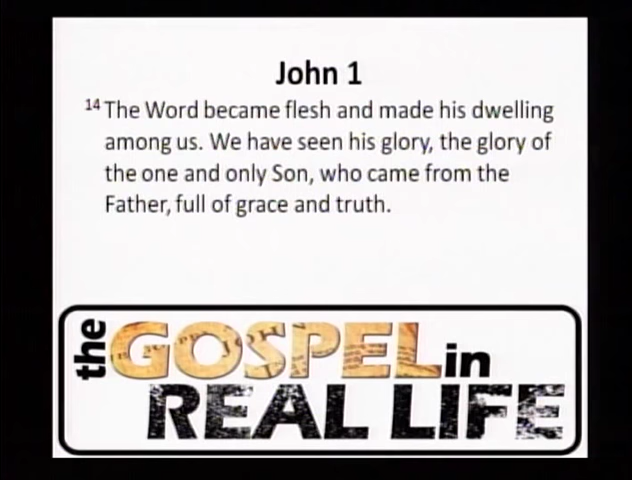 John 1
14 The Word became flesh and made his dwelling
among us. We have seen his glory, the glory of
the one and only Son, who came from the
Father, full of grace and truth.
the GOSPEL in
REAL LIFE